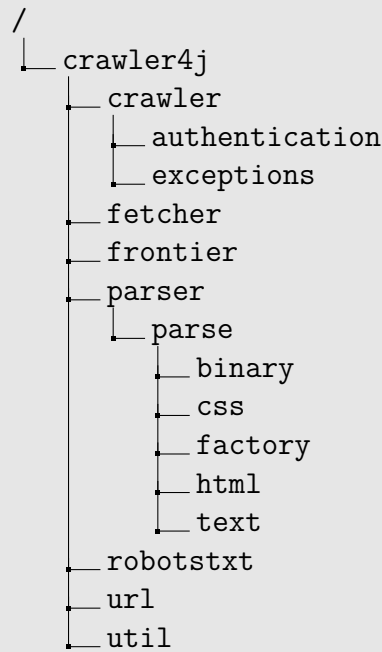 /
crawler4j
crawler
authentication
exceptions
fetcher
frontier
parser
parse
binary
css
factory
html
text
robotstxt
url
util